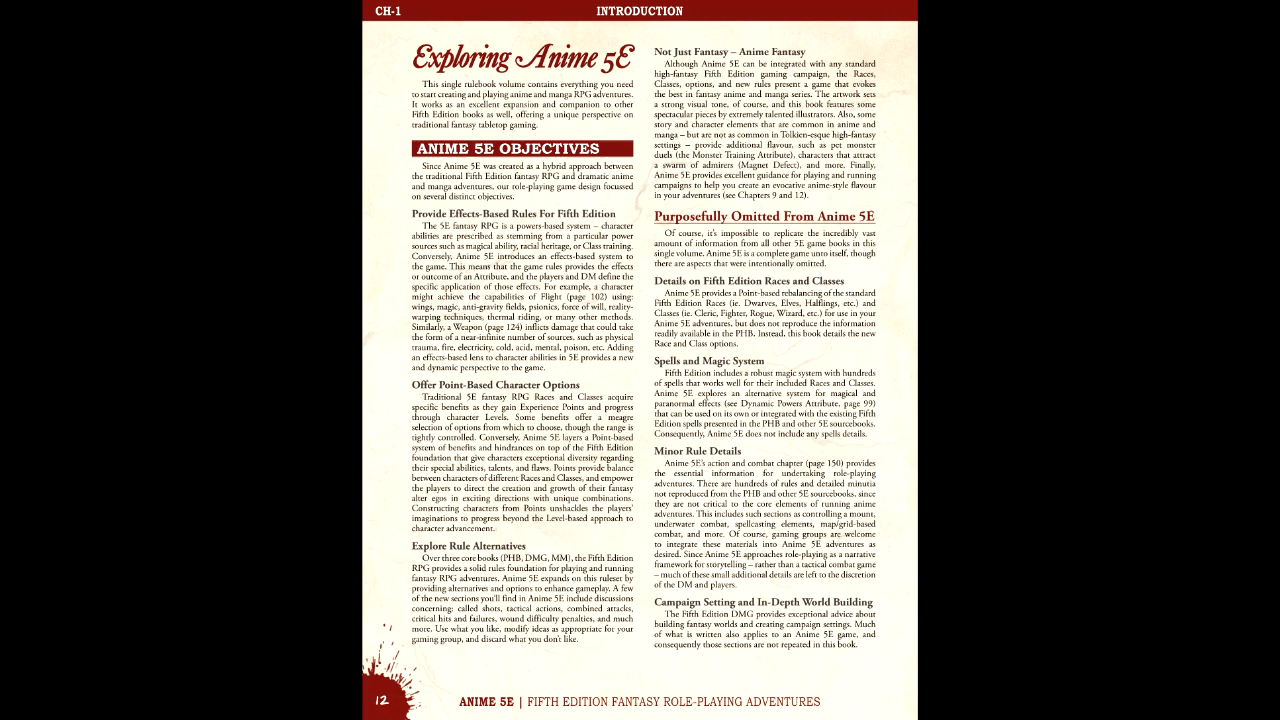 CH-1
INTRODUCTION
Exploring Anime 5E
This single rulebook volume contains everything you need
to start creating and playing anime and manga RPG adventures.
It works as an excellent expansion and companion to other
Fifth Edition books as well, offering a unique perspective on
traditional fantasy tabletop gaming.
ANIME 5E OBJECTIVES
Since Anime 5E was created as a hybrid approach between
the traditional Fifth Edition fantasy RPG and dramatic anime
and manga adventures, our role-playing game design focussed
on several distinct objectives.
Provide Effects-Based Rules For Fifth Edition
The 5E fantasy RPG is a powers-based system – character
abilities are prescribed as stemming from a particular power
sources such as magical ability, racial heritage, or Class training.
Conversely, Anime 5E introduces an effects-based system to
the game. This means that the game rules provides the effects
or outcome of an Attribute, and the players and DM define the
specific application of those effects. For example, a character
might achieve the capabilities of Flight (page 102) using:
wings, magic, anti-gravity fields, psionics, force of will, reality-
warping techniques, thermal riding, or many other methods.
Similarly, a Weapon (page 124) inflicts damage that could take
the form of a near-infinite number of sources, such as physical
trauma, fire, electricity, cold, acid, mental, poison, etc. Adding
an effects-based lens to character abilities in 5E provides a new
and dynamic perspective to the game.
Offer Point-Based Character Options
Traditional 5E fantasy RPG Races and Classes acquire
specific benefits as they gain Experience Points and progress
through character Levels. Some benefits offer a meagre
selection of options from which to choose, though the range is
tightly controlled. Conversely, Anime 5E layers a Point-based
system of benefits and hindrances on top of the Fifth Edition
foundation that give characters exceptional diversity regarding
their special abilities, talents, and flaws. Points provide balance
between characters of different Races and Classes, and empower
the players to direct the creation and growth of their fantasy
alter egos in exciting directions with unique combinations.
Constructing characters from Points unshackles the players'
imaginations to progress beyond the Level-based approach to
character advancement.
Explore Rule Alternatives
Over three core books (PHB, DMG, MM), the Fifth Edition
RPG provides a solid rules foundation for playing and running
fantasy RPG adventures. Anime 5E expands on this ruleset by
providing alternatives and options to enhance gameplay. A few
of the new sections you'll find in Anime 5E include discussions
concerning: called shots, tactical actions, combined attacks,
critical hits and failures, wound difficulty penalties, and much
more. Use what you like, modify ideas as appropriate for your
gaming group, and discard what you don't like.
Not Just Fantasy – Anime Fantasy
Although Anime 5E can be integrated with any standard
high-fantasy Fifth Edition gaming campaign, the Races,
Classes, options, and new rules present a game that evokes
the best in fantasy anime and manga series. The artwork sets
a strong visual tone, of course, and this book features some
spectacular pieces by extremely talented illustrators. Also, some
story and character elements that are common in anime and
manga – but are not as common in Tolkien-esque high-fantasy
settings – provide additional flavour, such as pet monster
duels (the Monster Training Attribute), characters that attract
a swarm of admirers (Magnet Defect), and more. Finally,
Anime 5E provides excellent guidance for playing and running
campaigns to help you create an evocative anime-style flavour
in your adventures (see Chapters 9 and 12).
Purposefully Omitted From Anime 5E
Of course, it's impossible to replicate the incredibly vast
amount of information from all other 5E game books in this
single volume. Anime 5E is a complete game unto itself, though
there are aspects that were intentionally omitted.
Details on Fifth Edition Races and Classes
Anime 5E provides a Point-based rebalancing of the standard
Fifth Edition Races (ie. Dwarves, Elves, Halflings, etc.) and
Classes (ie. Cleric, Fighter, Rogue, Wizard, etc.) for use in your
Anime 5E adventures, but does not reproduce the information
readily available in the PHB. Instead, this book details the new
Race and Class options.
Spells and Magic System
Fifth Edition includes a robust magic system with hundreds
of spells that works well for their included Races and Classes.
Anime 5E explores an alternative system for magical and
paranormal effects (see Dynamic Powers Attribute, page 99)
that can be used on its own or integrated with the existing Fifth
Edition spells presented in the PHB and other 5E sourcebooks.
Consequently, Anime 5E does not include any spells details.
Minor Rule Details
Anime 5E's action and combat chapter (page 150) provides
the essential information for undertaking role-playing
adventures. There are hundreds of rules and detailed minutia
not reproduced from the PHB and other 5E sourcebooks, since
they are not critical to the core elements of running anime
adventures. This includes such sections as controlling a mount,
underwater combat, spellcasting elements, map/grid-based
combat, and more. Of course, gaming groups are welcome
to integrate these materials into Anime 5E adventures as
desired. Since Anime 5E approaches role-playing as a narrative
framework for storytelling – rather than a tactical combat game
– much of these small additional details are left to the discretion
of the DM and players.
Campaign Setting and In-Depth World Building
The Fifth Edition DMG provides exceptional advice about
building fantasy worlds and creating campaign settings. Much
of what is written also applies to an Anime 5E game, and
consequently those sections are not repeated in this book.
12
ANIME 5E | FIFTH EDITION FANTASY ROLE-PLAYING ADVENTURES